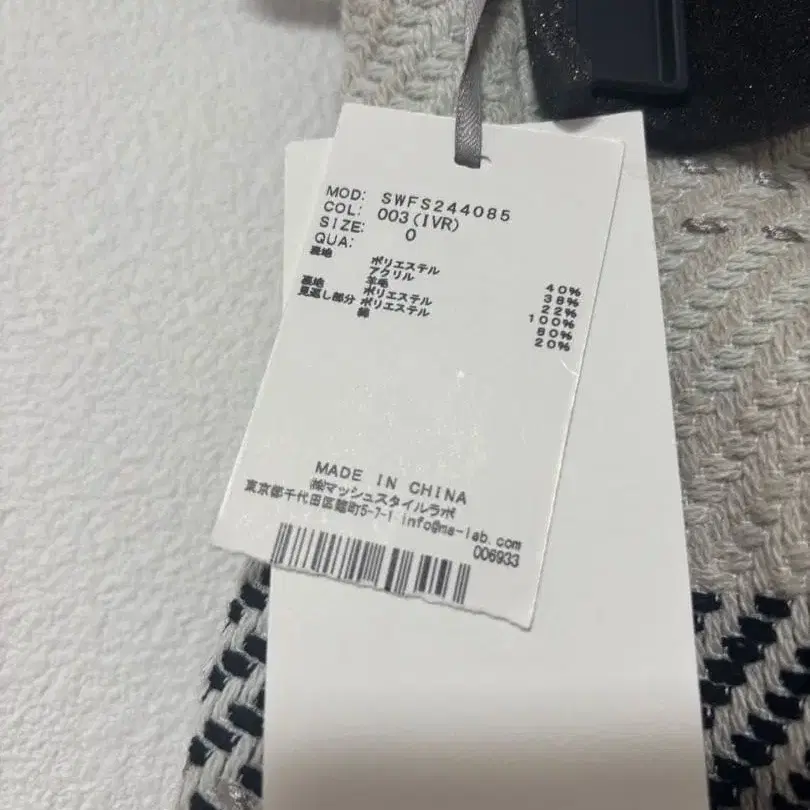 MOD: SWFS244085
COL: 003(IVR)
SIZE: 0
QUA:
表地 ポリエステル 40%
アクリル 38%
羊毛 22%
裏地 ポリエステル 100%
見返し部分 ポリエステル 80%
綿 20%
MADE IN CHINA
㈱マッシュスタイルラボ
東京都千代田区麹町5-7-1 info@ms-lab.com
006933